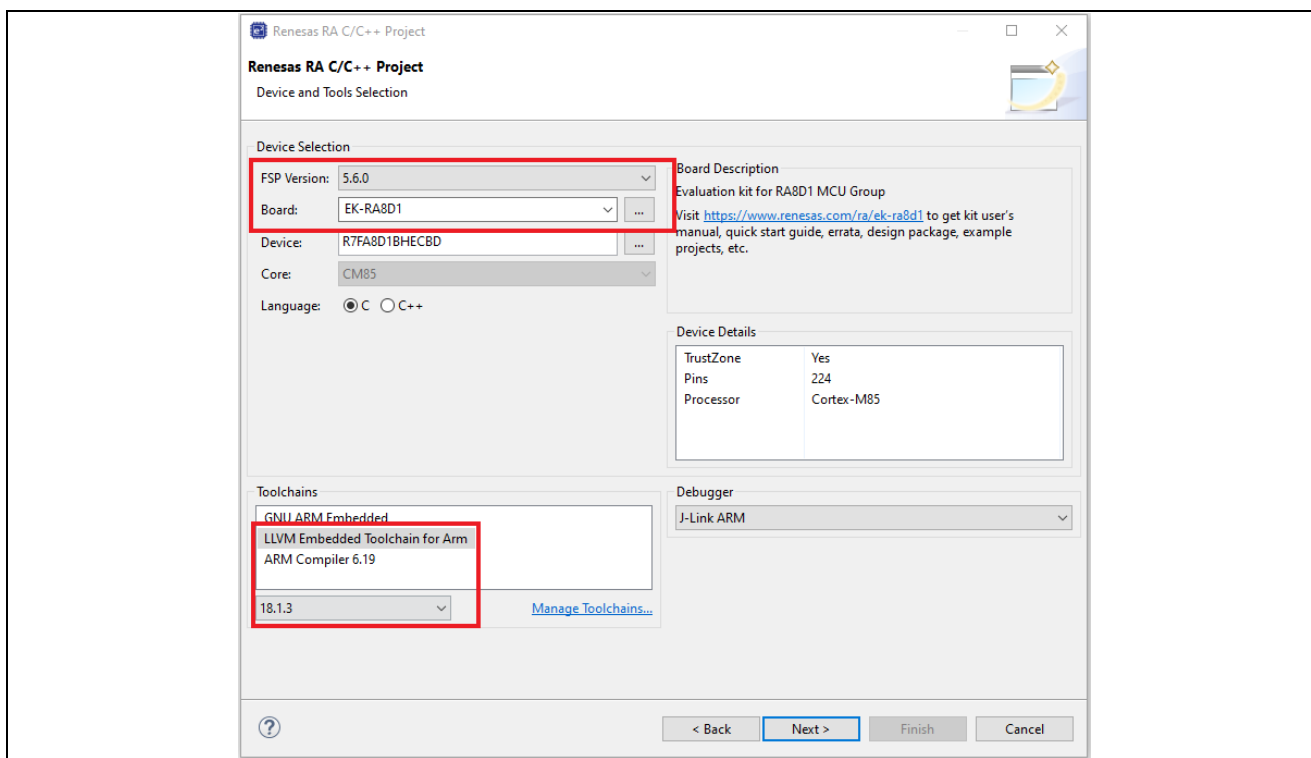 Renesas RA C/C++ Project
Renesas RA C/C++ Project
Device and Tools Selection
Device Selection
FSP Version: 5.6.0
Board: EK-RA8D1 ...
Device: R7FA8D1BHECBD ...
Core: CM85
Language: C C++
Board Description
Evaluation kit for RA8D1 MCU Group
Visit https://www.renesas.com/ra/ek-ra8d1 to get kit user's
manual, quick start guide, errata, design package, example
projects, etc.
Device Details
TrustZone Yes
Pins 224
Processor Cortex-M85
Toolchains
GNU ARM Embedded
LLVM Embedded Toolchain for Arm
ARM Compiler 6.19
18.1.3 Manage Toolchains...
Debugger
J-Link ARM
? < Back Next > Finish Cancel